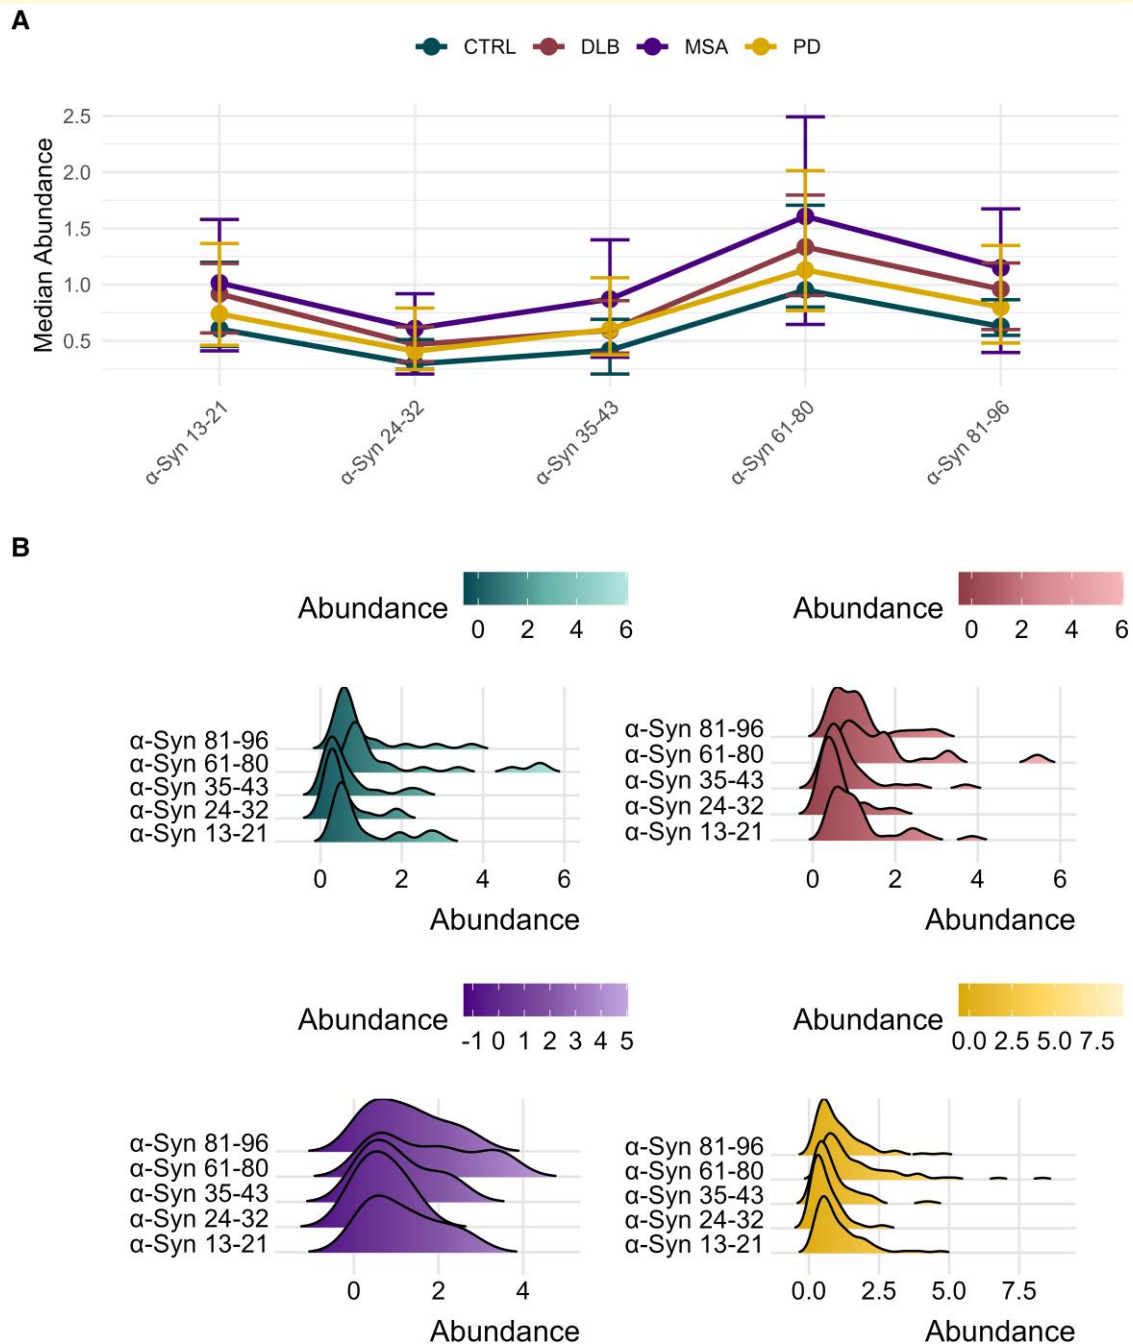 A
CTRL DLB MSA PD
Median Abundance
2.5
2.0
1.5
1.0
0.5
α-Syn 13-21
α-Syn 24-32
α-Syn 35-43
α-Syn 61-80
α-Syn 81-96
B
Abundance
0 2 4 6
α-Syn 81-96
α-Syn 61-80
α-Syn 35-43
α-Syn 24-32
α-Syn 13-21
0 2 4 6
Abundance
Abundance
0 2 4 6
α-Syn 81-96
α-Syn 61-80
α-Syn 35-43
α-Syn 24-32
α-Syn 13-21
0 2 4 6
Abundance
Abundance
-1 0 1 2 3 4 5
α-Syn 81-96
α-Syn 61-80
α-Syn 35-43
α-Syn 24-32
α-Syn 13-21
0 2 4
Abundance
Abundance
0.0 2.5 5.0 7.5
α-Syn 81-96
α-Syn 61-80
α-Syn 35-43
α-Syn 24-32
α-Syn 13-21
0.0 2.5 5.0 7.5
Abundance